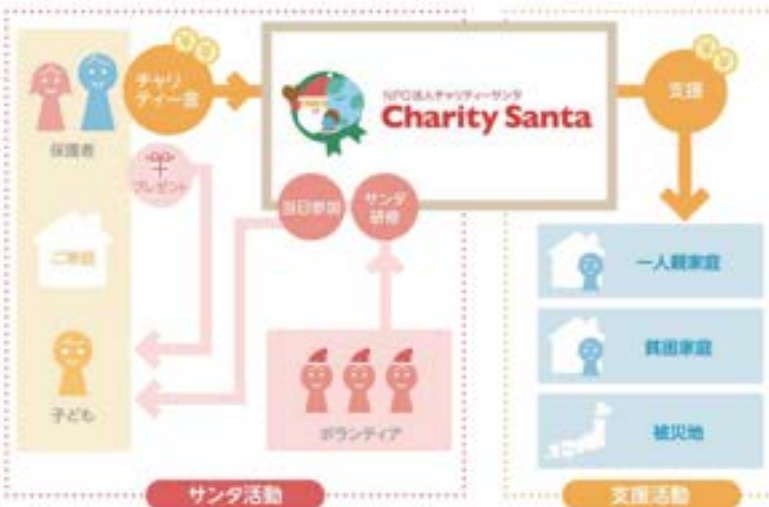 保護者
チャリ
ティー金
プレゼント
ご家庭
子ども
NPO法人チャリティーサンタ
Charity Santa
当日参加
サンタ
研修
ボランティア
サンタ活動
支援
一人親家庭
貧困家庭
被災地
支援活動